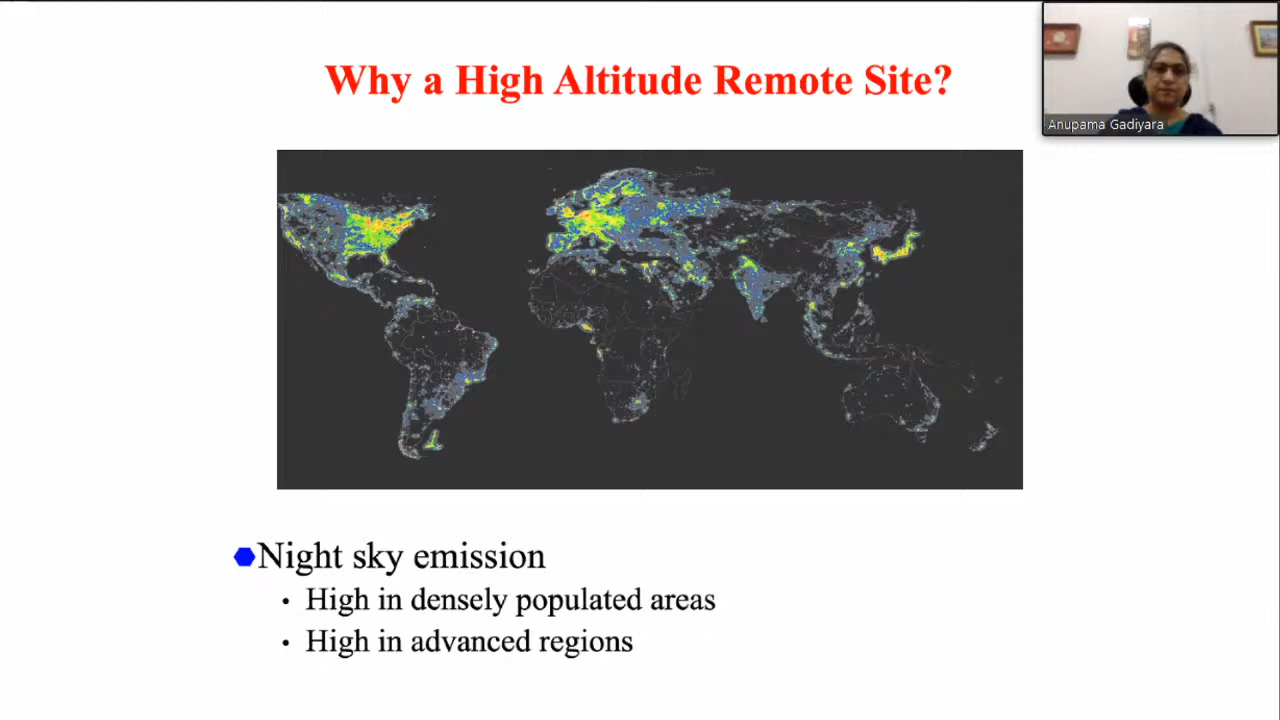 Why a High Altitude Remote Site?
Anupama Gadiyara
Night sky emission
• High in densely populated areas
• High in advanced regions